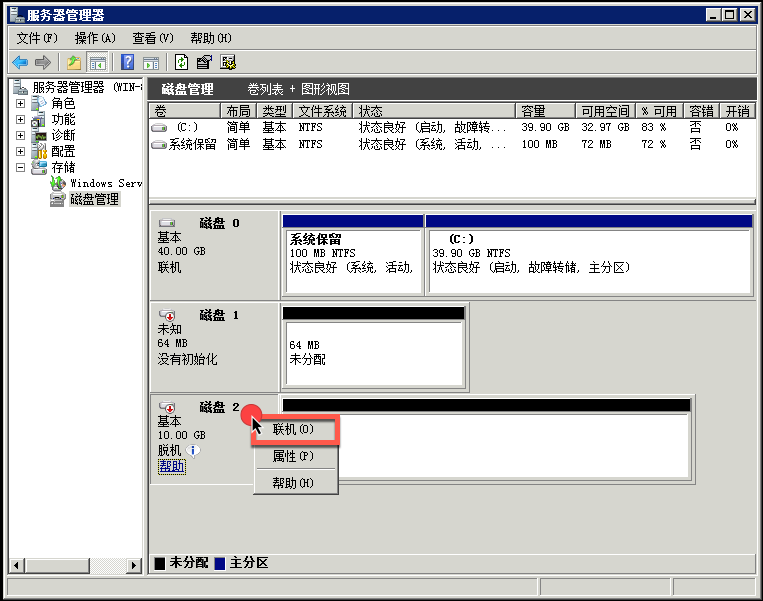 服务器管理器
文件(F) 操作(A) 查看(V) 帮助(H)
服务器管理器 (WIN-
角色
功能
诊断
配置
存储
Windows Serv
磁盘管理
磁盘管理 卷列表 + 图形视图
卷 布局 类型 文件系统 状态 容量 可用空间 % 可用 容错 开销
(C:) 简单 基本 NTFS 状态良好 (启动, 故障转... 39.90 GB 32.97 GB 83 % 否 0%
系统保留 简单 基本 NTFS 状态良好 (系统, 活动, ... 100 MB 72 MB 72 % 否 0%
磁盘 0
基本
40.00 GB
联机
系统保留
100 MB NTFS
状态良好 (系统, 活动,
(C:)
39.90 GB NTFS
状态良好 (启动, 故障转储, 主分区)
磁盘 1
未知
64 MB
没有初始化
64 MB
未分配
磁盘 2
基本
10.00 GB
脱机
帮助
联机(O)
属性(P)
帮助(H)
未分配 主分区